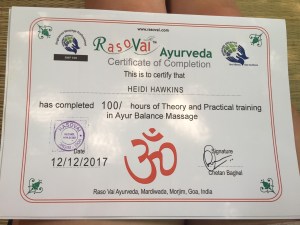 RasoVai Ayurveda
Certificate of Completion
This is to certify that
HEIDI HAWKINS
has completed 100/- hours of Theory and Practical training
in Ayur Balance Massage
Date
12/12/2017
ॐ
Signature
Chetan Baghel
Raso Vai Ayurveda, Mardiwada, Morjim, Goa, India